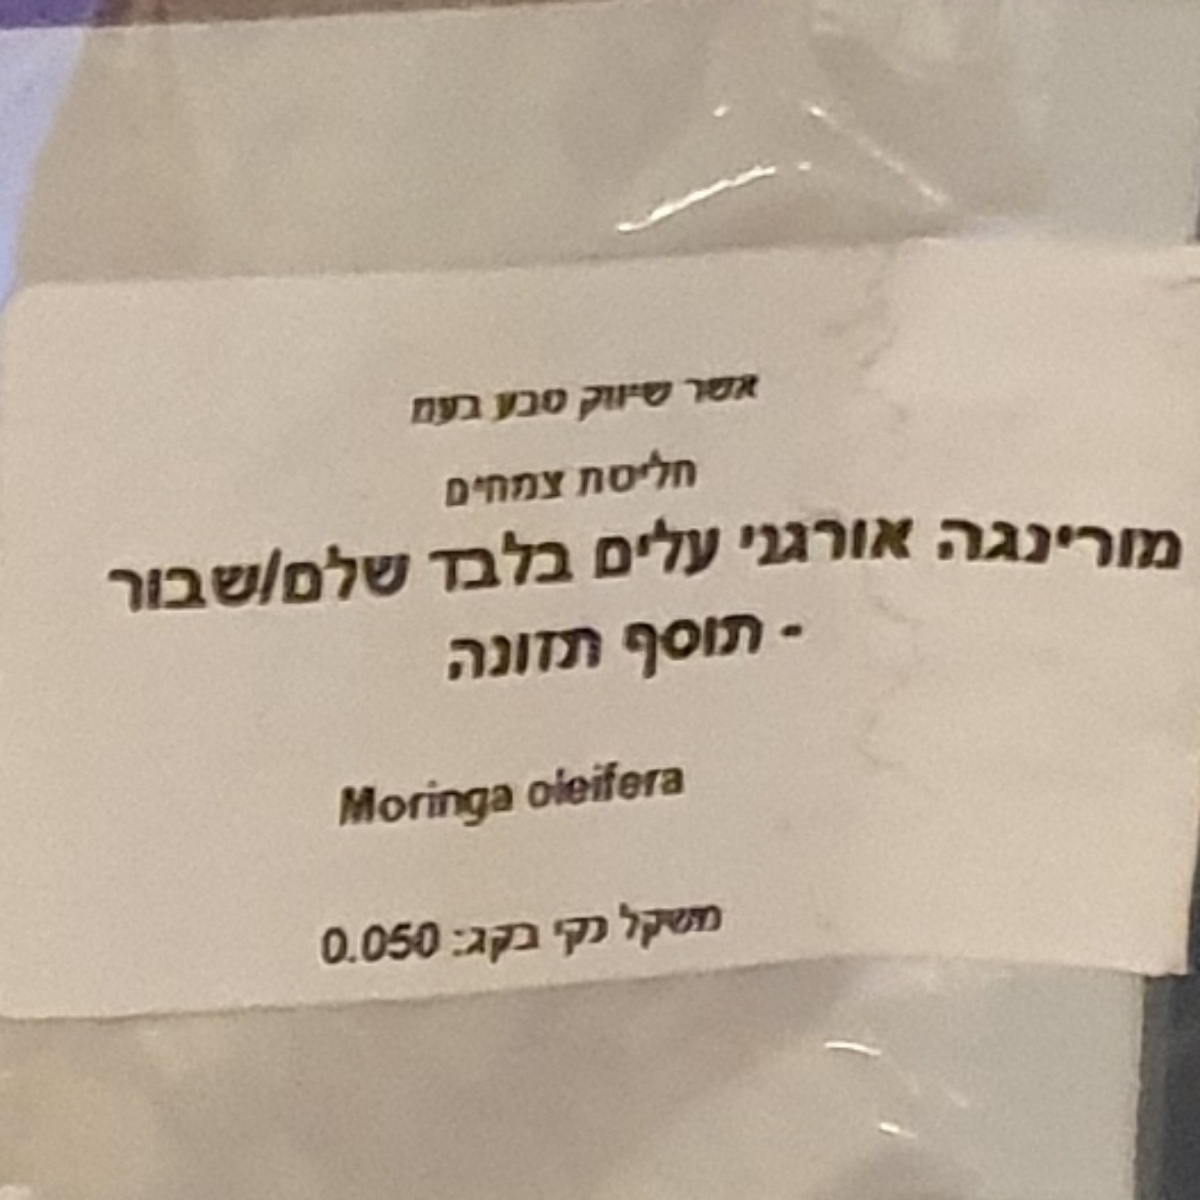 אשר שיווק טבע בעמ
חליטת צמחים
מורינגה אורגני עלים בלבד שלם/שבור
- תוסף תזונה
Moringa oleifera
משקל נקי בקג: 0.050